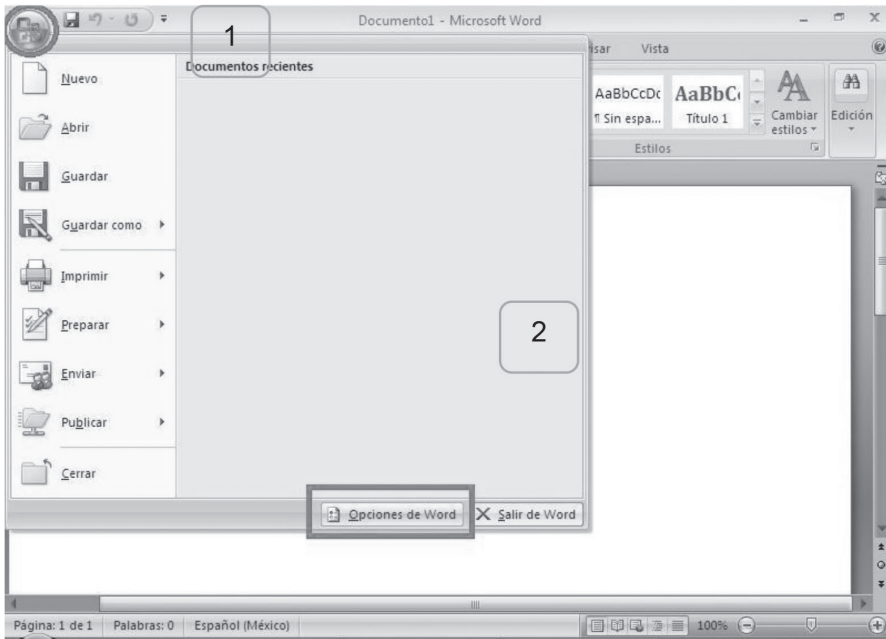 Documento1 - Microsoft Word
1
isar Vista
Documentos recientes
Nuevo
Abrir
Guardar
Guardar como
Imprimir
Preparar
Enviar
Publicar
Cerrar
AaBbCcDc AaBbC
¶ Sin espa... Título 1
Cambiar estilos
Edición
Estilos
2
Opciones de Word
Salir de Word
Página: 1 de 1 Palabras: 0 Español (México) 100%